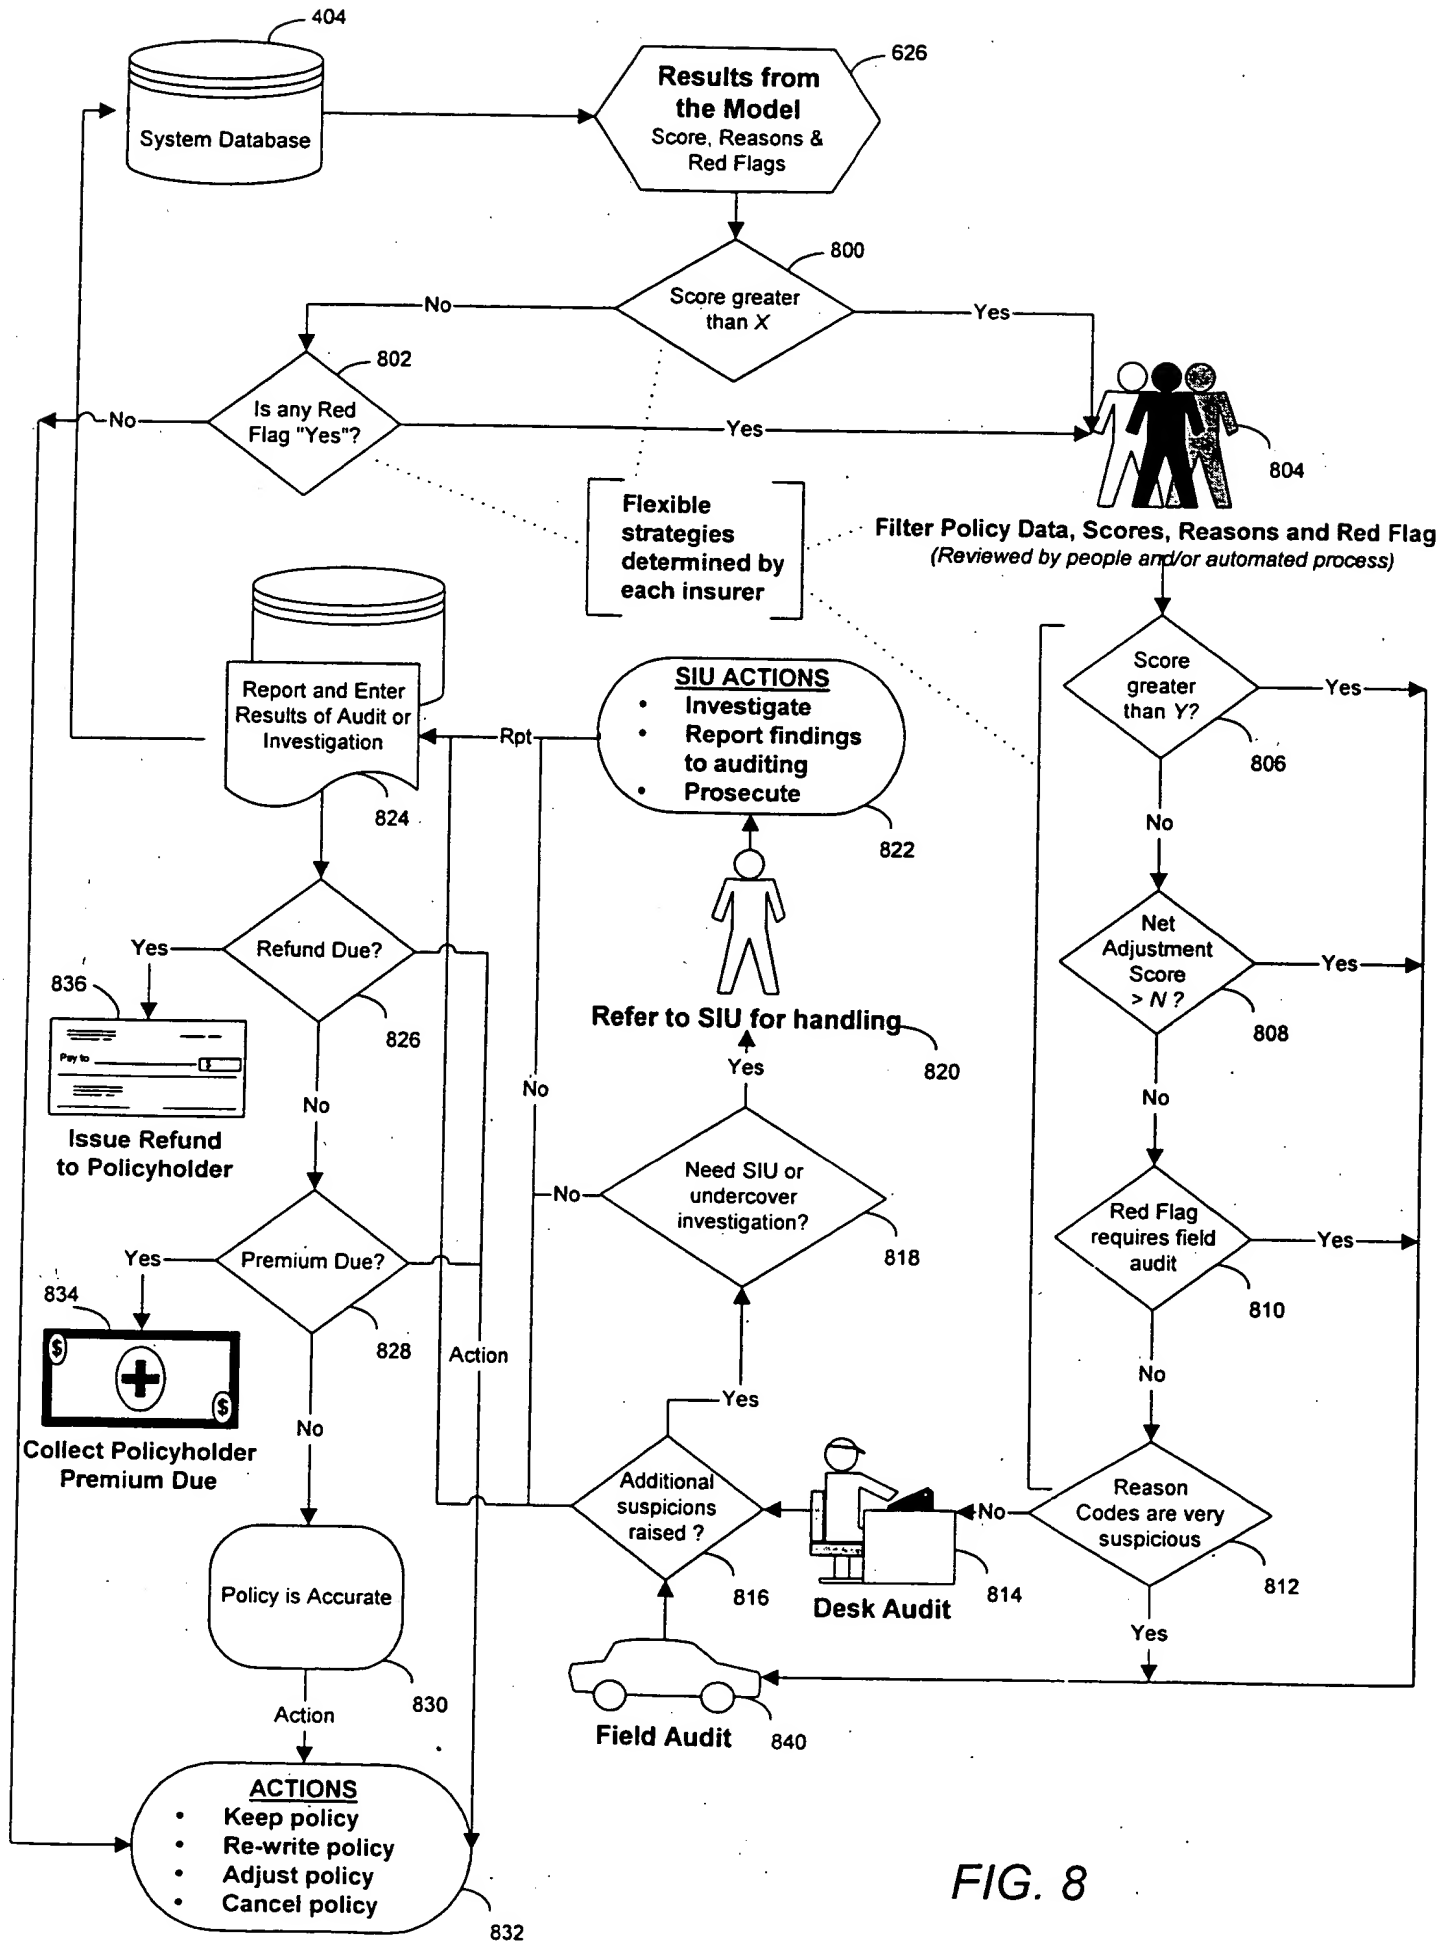 404
System Database
626
Results from
the Model
Score, Reasons &
Red Flags
800
Score greater
than X
No
Yes
802
Is any Red
Flag "Yes"?
No
Yes
804
Filter Policy Data, Scores, Reasons and Red Flag
(Reviewed by people and/or automated process)
Flexible
strategies
determined by
each insurer
Score
greater
than Y?
Yes
806
No
Net
Adjustment
Score
> N ?
Yes
808
No
Red Flag
requires field
audit
Yes
810
No
Reason
Codes are very
suspicious
812
No
Yes
Desk Audit
814
Field Audit
840
Additional
suspicions
raised ?
816
Yes
Need SIU or
undercover
investigation?
818
No
No
Yes
Refer to SIU for handling
820
SIU ACTIONS
• Investigate
• Report findings
to auditing
• Prosecute
822
Rpt
Report and Enter
Results of Audit or
Investigation
824
Refund Due?
826
Yes
836
Pay to
$
Issue Refund
to Policyholder
No
Premium Due?
828
Yes
834
$
$
Collect Policyholder
Premium Due
Action
No
Policy is Accurate
830
Action
ACTIONS
• Keep policy
• Re-write policy
• Adjust policy
• Cancel policy
832
FIG. 8